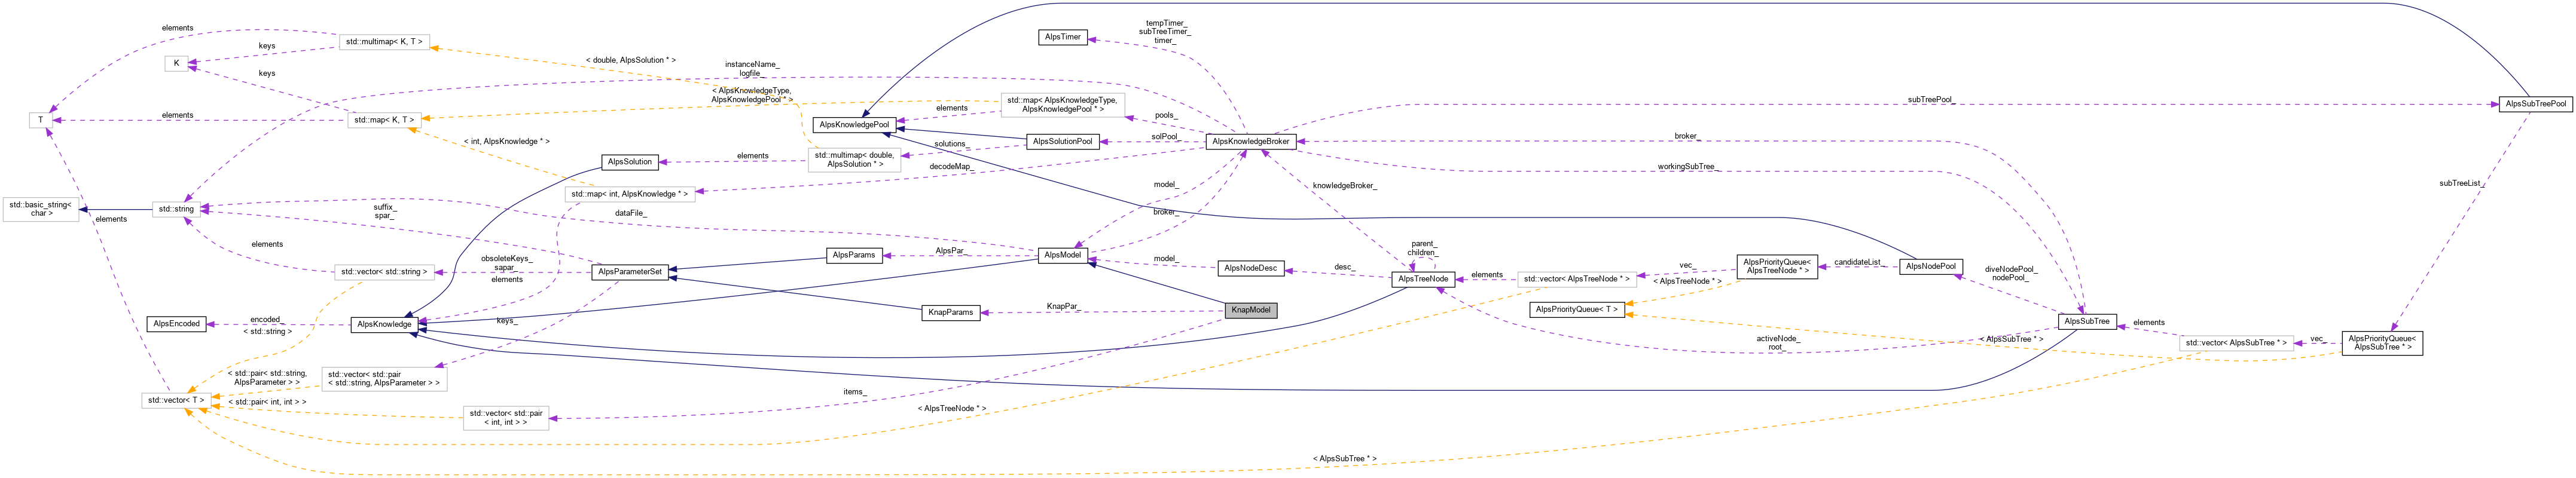 elements
std::multimap< K, T >
keys
K
keys
elements
T
std::map< K, T >
elements
std::basic_string<
char >
std::string
elements
suffix_
spar_
std::vector< std::string >
AlpsEncoded
encoded_
< std::string >
AlpsKnowledge
< std::pair< std::string,
AlpsParameter > >
std::vector< std::pair
< std::string, AlpsParameter > >
std::vector< T >
< std::pair< int, int > >
std::vector< std::pair
< int, int > >
keys_
obsoleteKeys_
sapar_
elements
< int, AlpsKnowledge * >
std::map< int, AlpsKnowledge * >
AlpsSolution
AlpsParameterSet
dataFile_
< double, AlpsSolution * >
instanceName_
logfile_
< AlpsKnowledgeType,
AlpsKnowledgePool * >
elements
AlpsKnowledgePool
std::multimap< double,
AlpsSolution * >
decodeMap_
solutions_
elements
AlpsParams
AlpsPar_
KnapParams
KnapPar_
items_
< AlpsTreeNode * >
AlpsTimer
std::map< AlpsKnowledgeType,
AlpsKnowledgePool * >
AlpsSolutionPool
AlpsModel
tempTimer_
subTreeTimer_
timer_
pools_
solPool_
model_
broker_
model_
AlpsKnowledgeBroker
AlpsNodeDesc
KnapModel
knowledgeBroker_
desc_
parent_
children_
AlpsTreeNode
elements
std::vector< AlpsTreeNode * >
AlpsPriorityQueue< T >
vec_
< AlpsTreeNode * >
broker_
workingSubTree_
AlpsPriorityQueue<
AlpsTreeNode * >
candidateList_
activeNode_
root_
< AlpsSubTree * >
subTreePool_
AlpsNodePool
diveNodePool_
nodePool_
< AlpsSubTree * >
AlpsSubTree
elements
std::vector< AlpsSubTree * >
vec_
AlpsPriorityQueue<
AlpsSubTree * >
subTreeList_
AlpsSubTreePool